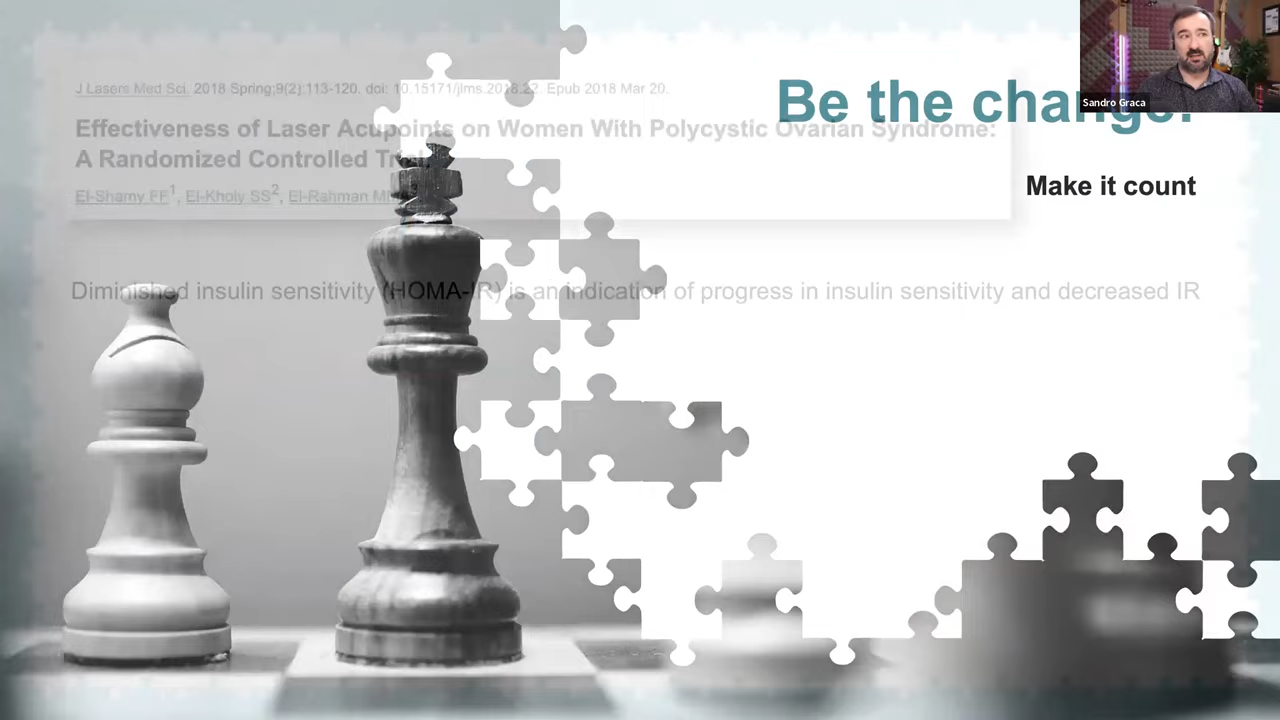 J Lasers Med Sci. 2018 Spring;9(2):113-120. doi: 10.15171/jlms.2018.22. Epub 2018 Mar 20.
Effectiveness of Laser Acupoints on Women With Polycystic Ovarian Syndrome:
A Randomized Controlled Trial
El-Shamy FF1, El-Kholy SS2, El-Rahman M
Be the change.
Make it count
Sandro Graca
Diminished insulin sensitivity (HOMA-IR) is an indication of progress in insulin sensitivity and decreased IR